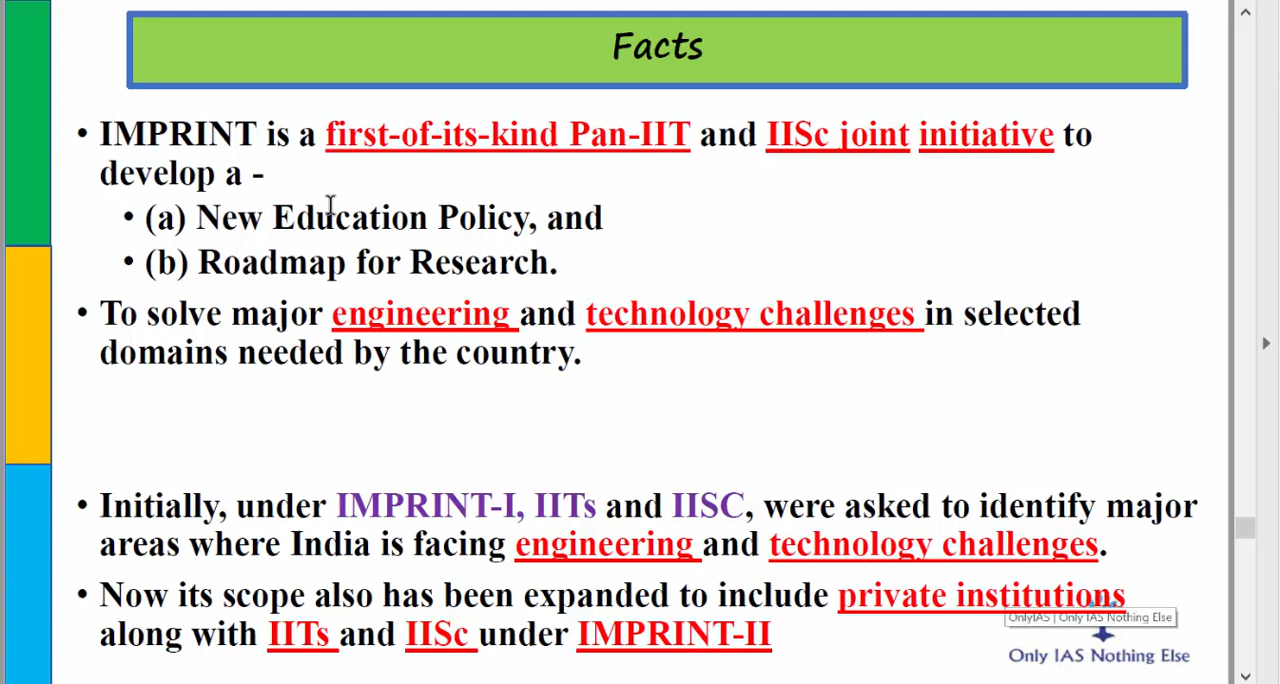 Facts
• IMPRINT is a first-of-its-kind Pan-IIT and IISc joint initiative to
develop a -
• (a) New Education Policy, and
• (b) Roadmap for Research.
• To solve major engineering and technology challenges in selected
domains needed by the country.
• Initially, under IMPRINT-I, IITs and IISC, were asked to identify major
areas where India is facing engineering and technology challenges.
• Now its scope also has been expanded to include private institutions
along with IITs and IISc under IMPRINT-II
OnlyIAS | Only IAS Nothing Else
Only IAS Nothing Else